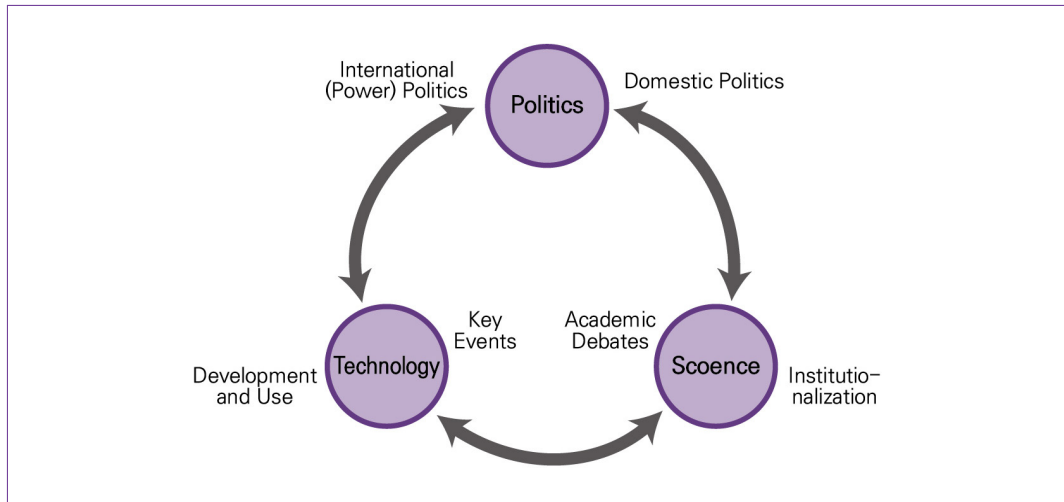 International
(Power) Politics
Politics
Domestic Politics
Key
Events
Technology
Development
and Use
Academic
Debates
Scoence
Institutio-
nalization